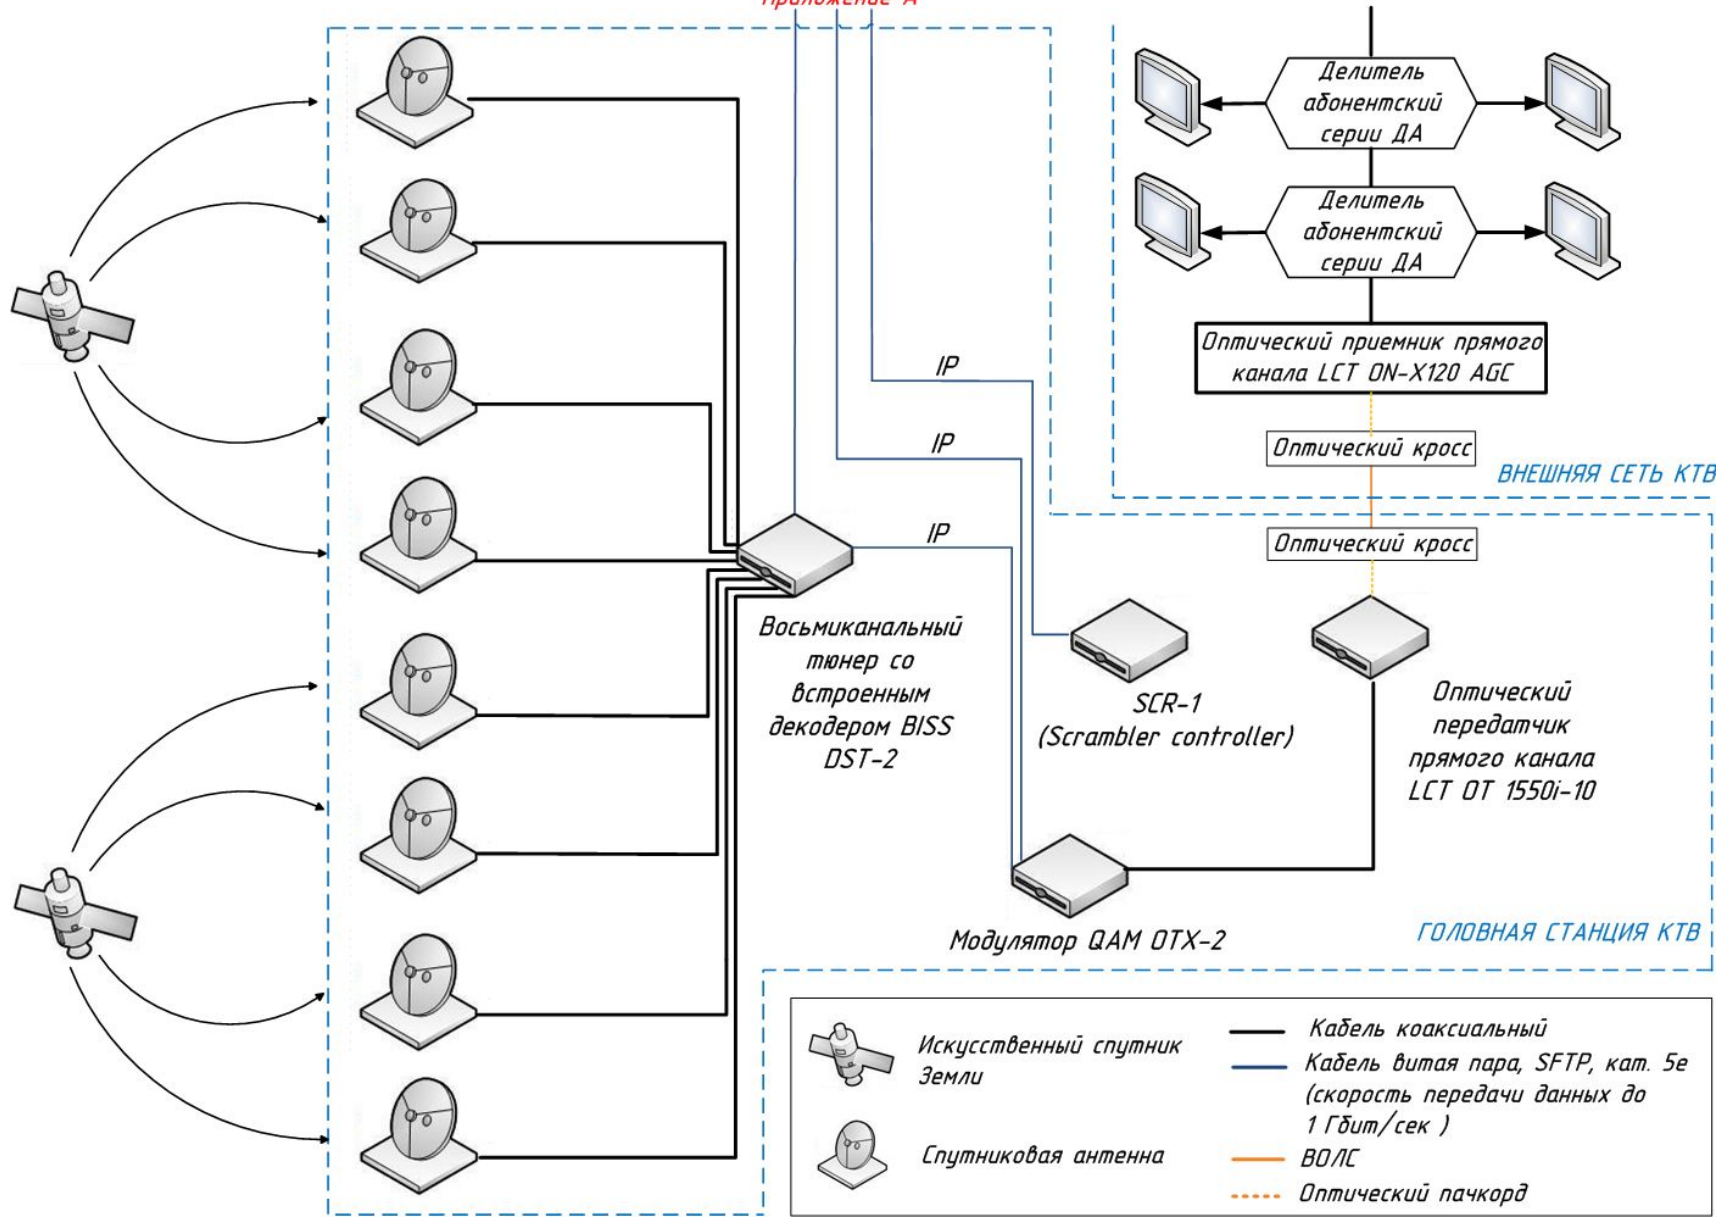 Приложение А
Делитель
абонентский
серии ДА
Делитель
абонентский
серии ДА
Оптический приемник прямого
канала LCT ON-X120 AGC
IP
IP
Оптический кросс
ВНЕШНЯЯ СЕТЬ КТВ
IP
Оптический кросс
Восьмиканальный
тюнер со
встроенным
декодером BISS
DST-2
SCR-1
(Scrambler controller)
Оптический
передатчик
прямого канала
LCT OT 1550i-10
Модулятор QAM OTX-2
ГОЛОВНАЯ СТАНЦИЯ КТВ
Искусственный спутник
Земли
Спутниковая антенна
Кабель коаксиальный
Кабель витая пара, SFTP, кат. 5е
(скорость передачи данных до
1 Гбит/сек )
ВОЛС
Оптический пачкорд